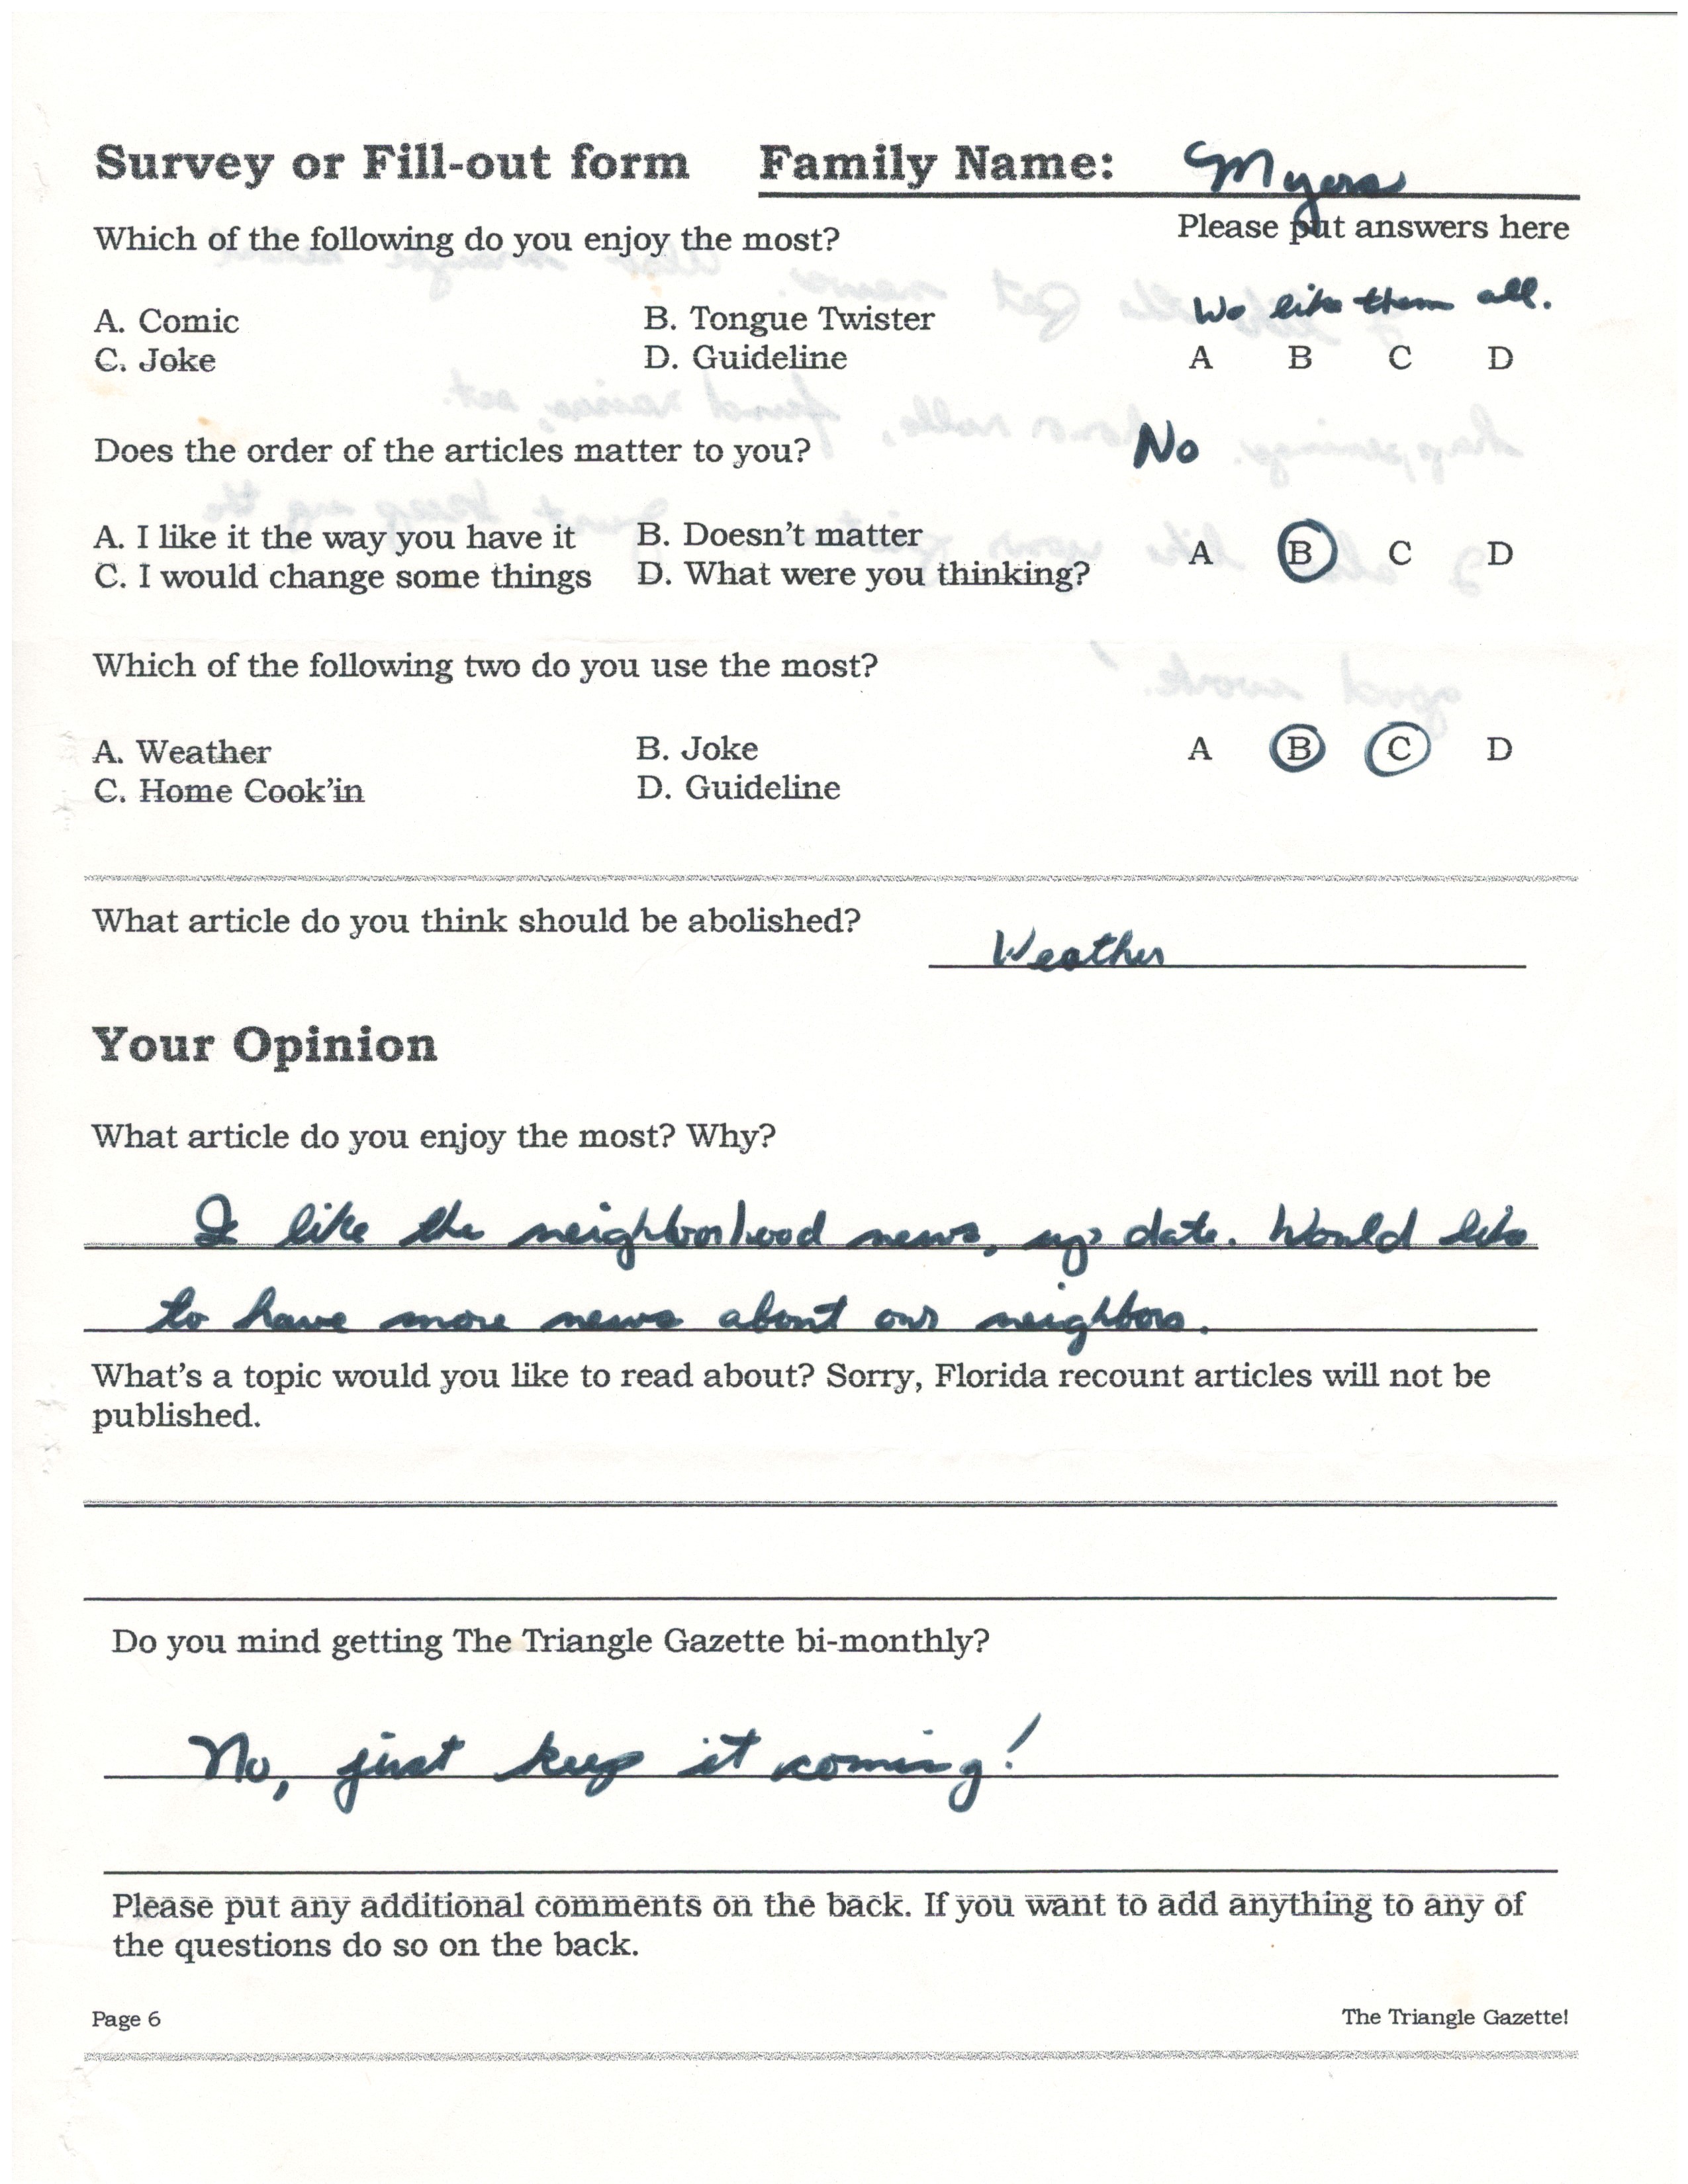 Survey or Fill-out form Family Name: Myers
Which of the following do you enjoy the most? Please put answers here
We like them all.
A. Comic B. Tongue Twister
C. Joke D. Guideline A B C D
Does the order of the articles matter to you? No
A. I like it the way you have it B. Doesn't matter A B C D
C. I would change some things D. What were you thinking?
Which of the following two do you use the most?
A. Weather B. Joke A B C D
C. Home Cook'in D. Guideline
What article do you think should be abolished? Weather
Your Opinion
What article do you enjoy the most? Why?
I like the neighborhood news, up date. Would like
to have more news about our neighbors.
What's a topic would you like to read about? Sorry, Florida recount articles will not be
published.
Do you mind getting The Triangle Gazette bi-monthly?
No, just keep it coming!
Please put any additional comments on the back. If you want to add anything to any of
the questions do so on the back.
Page 6 The Triangle Gazette!